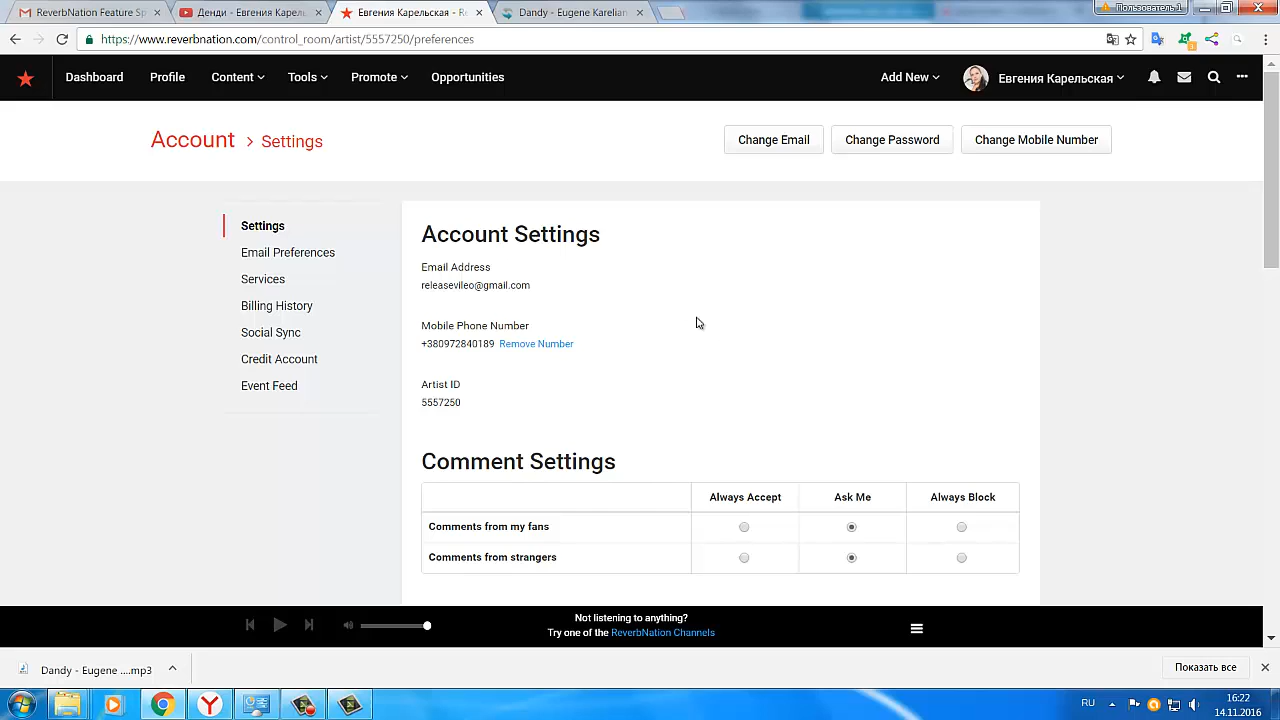 ReverbNation Feature Sp
Денди - Евгения Карель
Евгения Карельская - R
Dandy - Eugene Karelian
Пользователь 1
https://www.reverbnation.com/control_room/artist/5557250/preferences
Dashboard
Profile
Content
Tools
Promote
Opportunities
Add New
Евгения Карельская
Account > Settings
Change Email
Change Password
Change Mobile Number
Settings
Email Preferences
Services
Billing History
Social Sync
Credit Account
Event Feed
Account Settings
Email Address
releasevileo@gmail.com
Mobile Phone Number
+380972840189 Remove Number
Artist ID
5557250
Comment Settings
Always Accept Ask Me Always Block
Comments from my fans
Comments from strangers
Not listening to anything?
Try one of the ReverbNation Channels
Dandy - Eugene ....mp3
Показать все
RU
16:22
14.11.2016